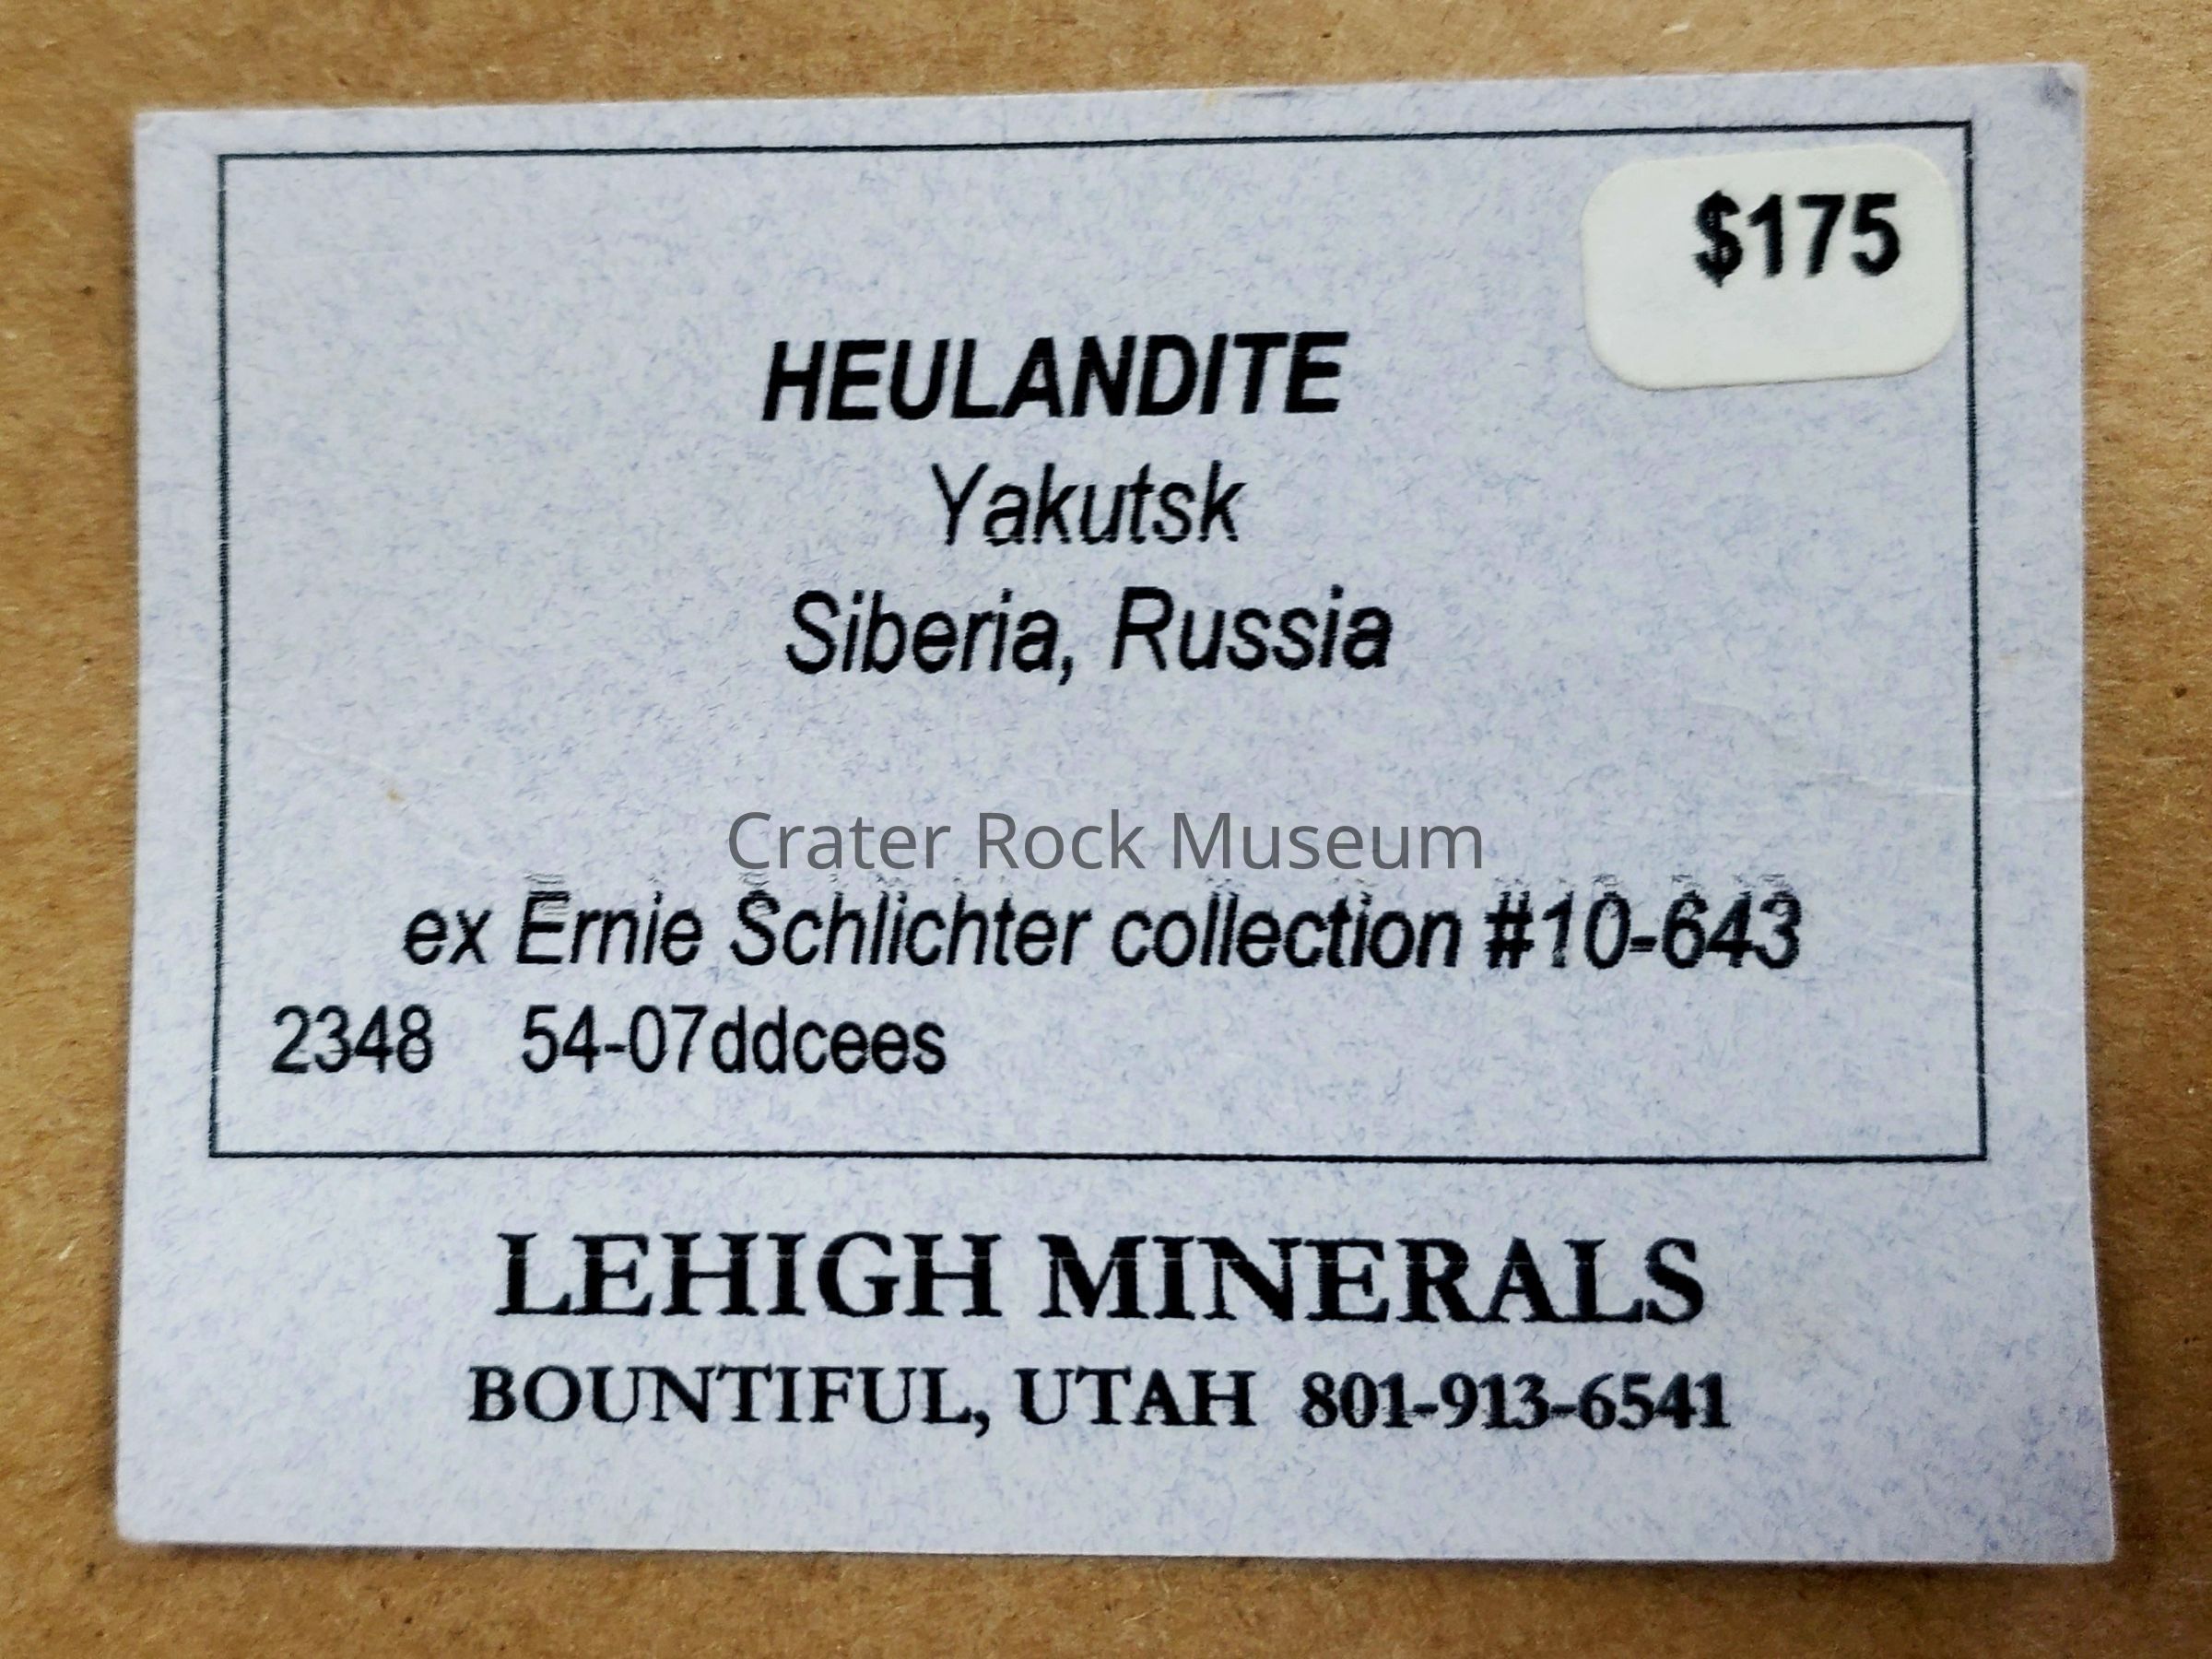 $175
HEULANDITE
Yakutsk
Siberia, Russia
Crater Rock Museum
ex Ernie Schlichter collection #10-643
2348 54-07ddcees
LEHIGH MINERALS
BOUNTIFUL, UTAH 801-913-6541